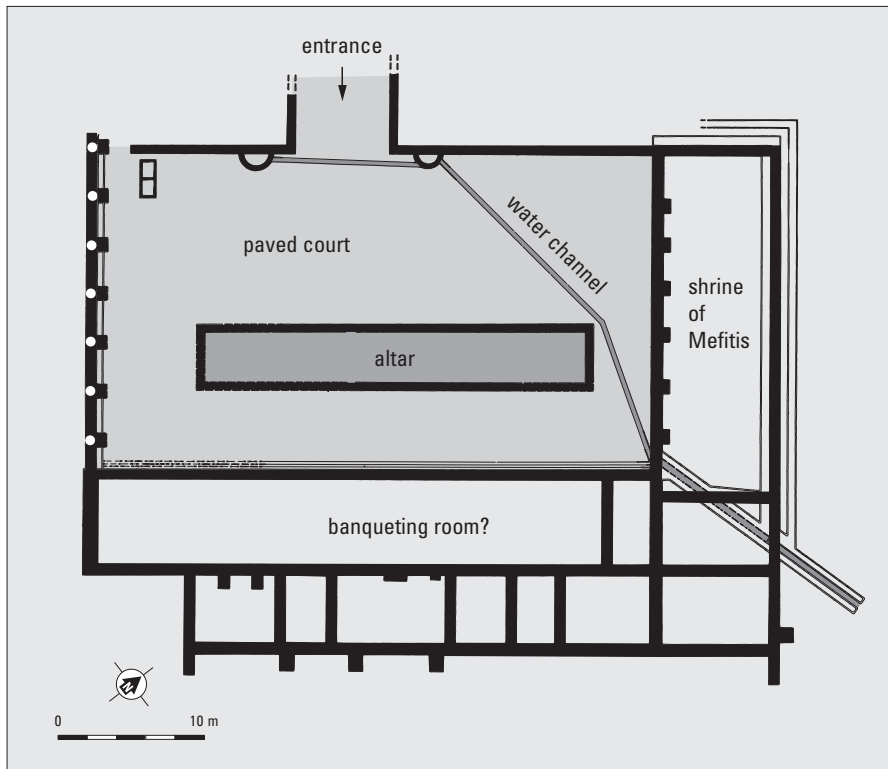 entrance
water channel
paved court
shrine
of
Mefitis
altar
banqueting room?
N
0 10 m